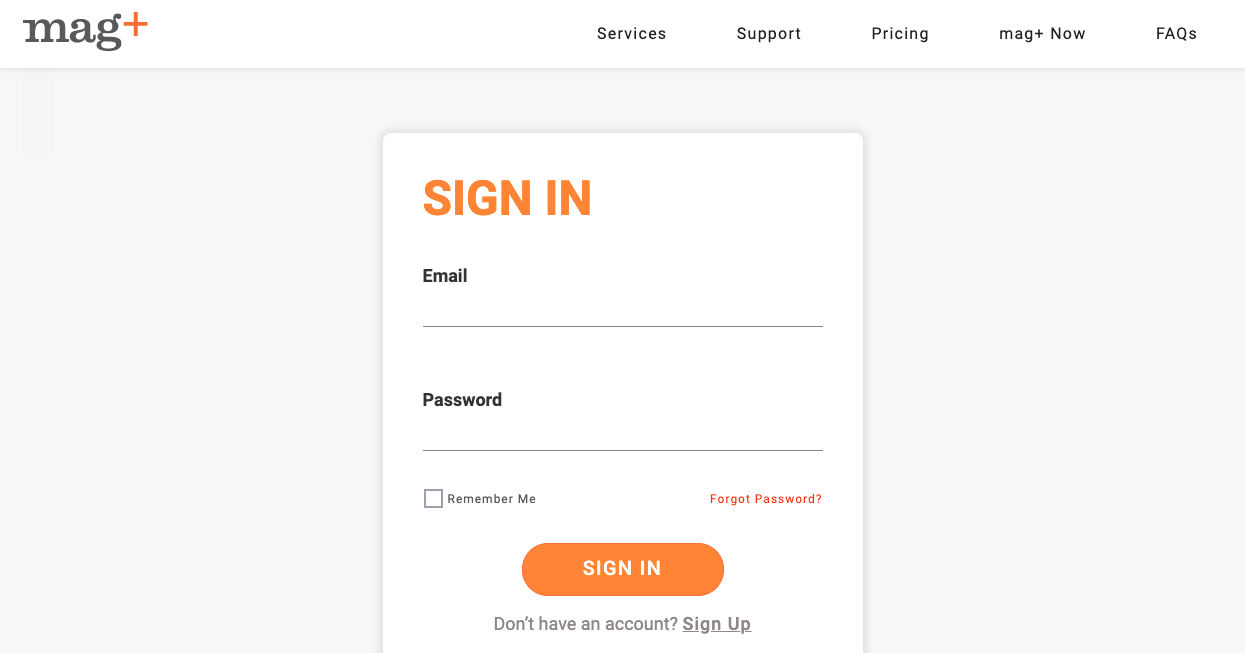 mag+
Services Support Pricing mag+ Now FAQs
SIGN IN
Email
Password
Remember Me Forgot Password?
SIGN IN
Don't have an account? Sign Up